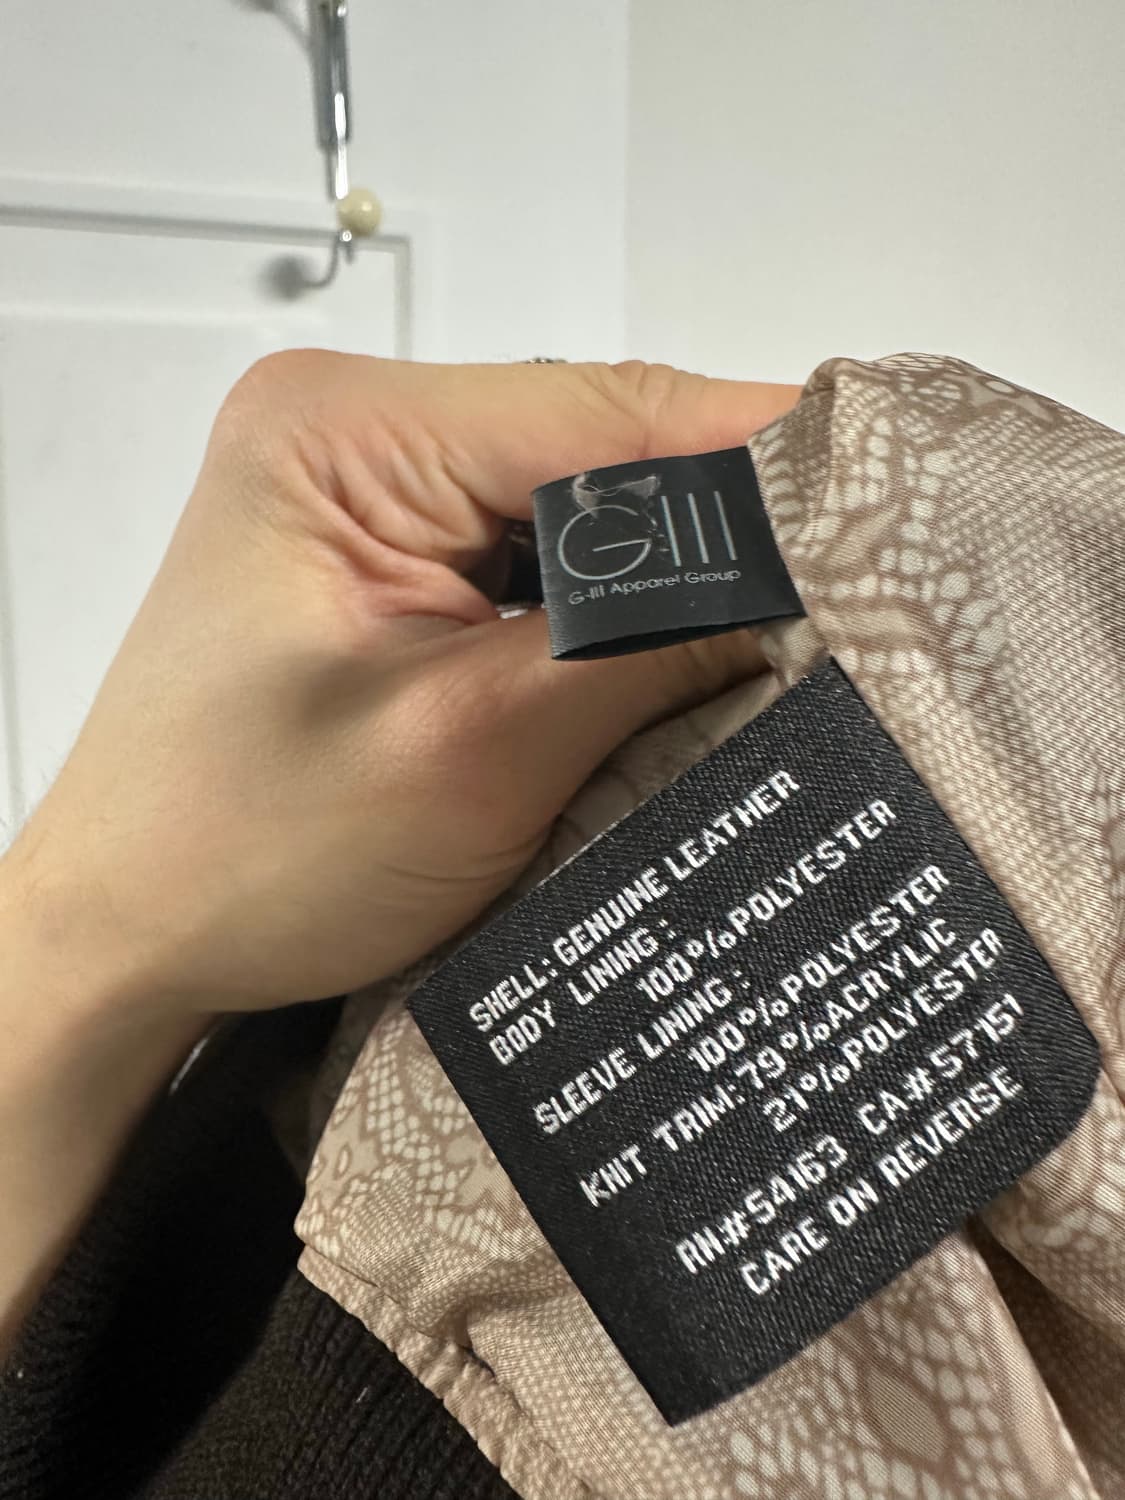 GIII
G-III Apparel Group
SHELL: GENUINE LEATHER
BODY LINING:
100%POLYESTER
SLEEVE LINING:
100%POLYESTER
KNIT TRIM: 79%ACRYLIC
21%POLYESTER
RN#54163 CA#57151
CARE ON REVERSE